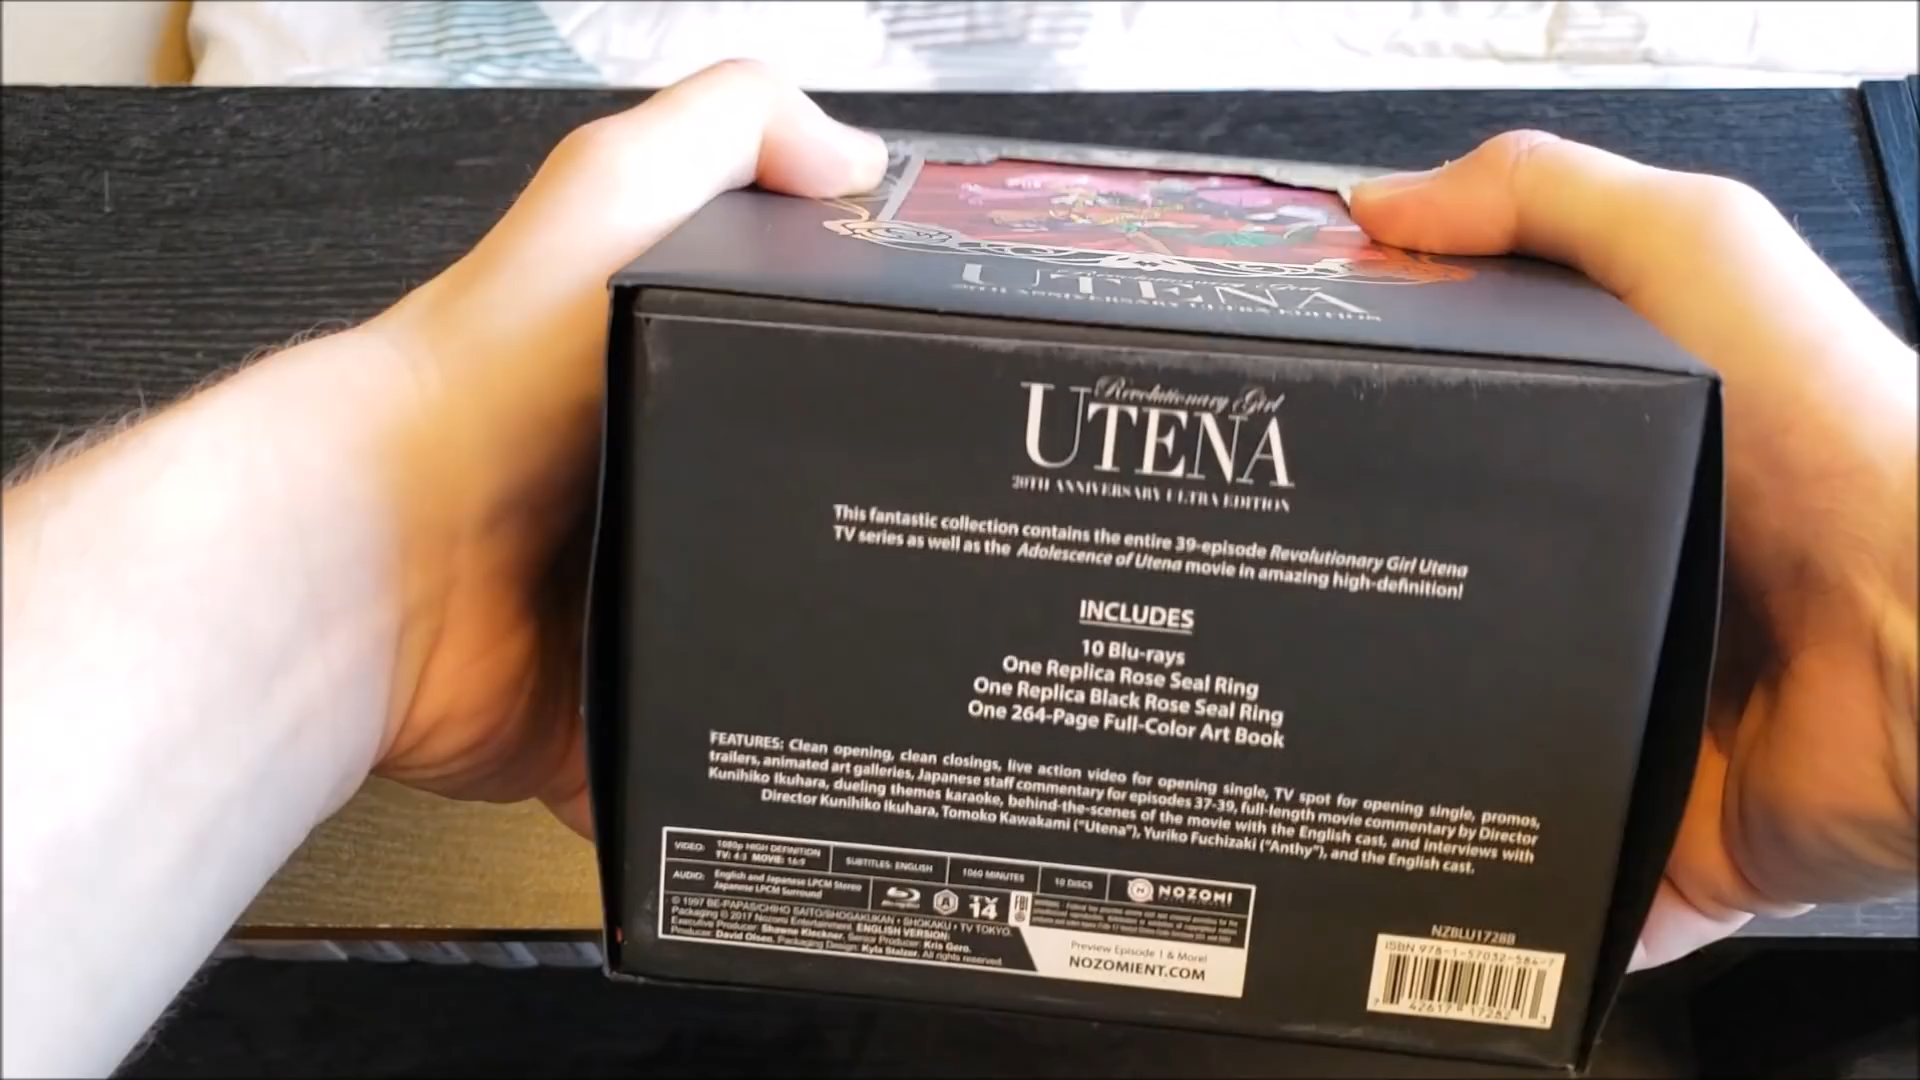 UTENA
Revolutionary Girl
UTENA
20TH ANNIVERSARY ULTRA EDITION
This fantastic collection contains the entire 39-episode Revolutionary Girl Utena
TV series as well as the Adolescence of Utena movie in amazing high-definition!
INCLUDES
10 Blu-rays
One Replica Rose Seal Ring
One Replica Black Rose Seal Ring
One 264-Page Full-Color Art Book
FEATURES: Clean opening, clean closings, live action video for opening single, TV spot for opening single, promos,
trailers, animated art galleries, Japanese staff commentary for episodes 37-39, full-length movie commentary by Director
Kunihiko Ikuhara, dueling themes karaoke, behind-the-scenes of the movie with the English cast, and interviews with
Director Kunihiko Ikuhara, Tomoko Kawakami ("Utena"), Yuriko Fuchizaki ("Anthy"), and the English cast.
VIDEO: 1080p HIGH DEFINITION
TV: 4:3 MOVIE: 16:9
SUBTITLES: ENGLISH
1060 MINUTES
10 DISCS
NOZOMI
AUDIO: English and Japanese LPCM Stereo
Japanese LPCM Surround
A
TV
14
FBI
© 1997 BE-PAPAS/CHIHO SAITO/SHOGAKUKAN • SHOKAKU • TV TOKYO.
Packaging © 2017 Nozomi Entertainment. ENGLISH VERSION:
Executive Producer: Shawne Kleckner. Senior Producer: Kris Gero.
Producer: David Olsen. Packaging Design: Kyla Stalzer. All rights reserved.
Preview Episode 1 & More!
NOZOMIENT.COM
NZBLU1728B
ISBN 978-1-57032-584-7
7 42617 17282 3